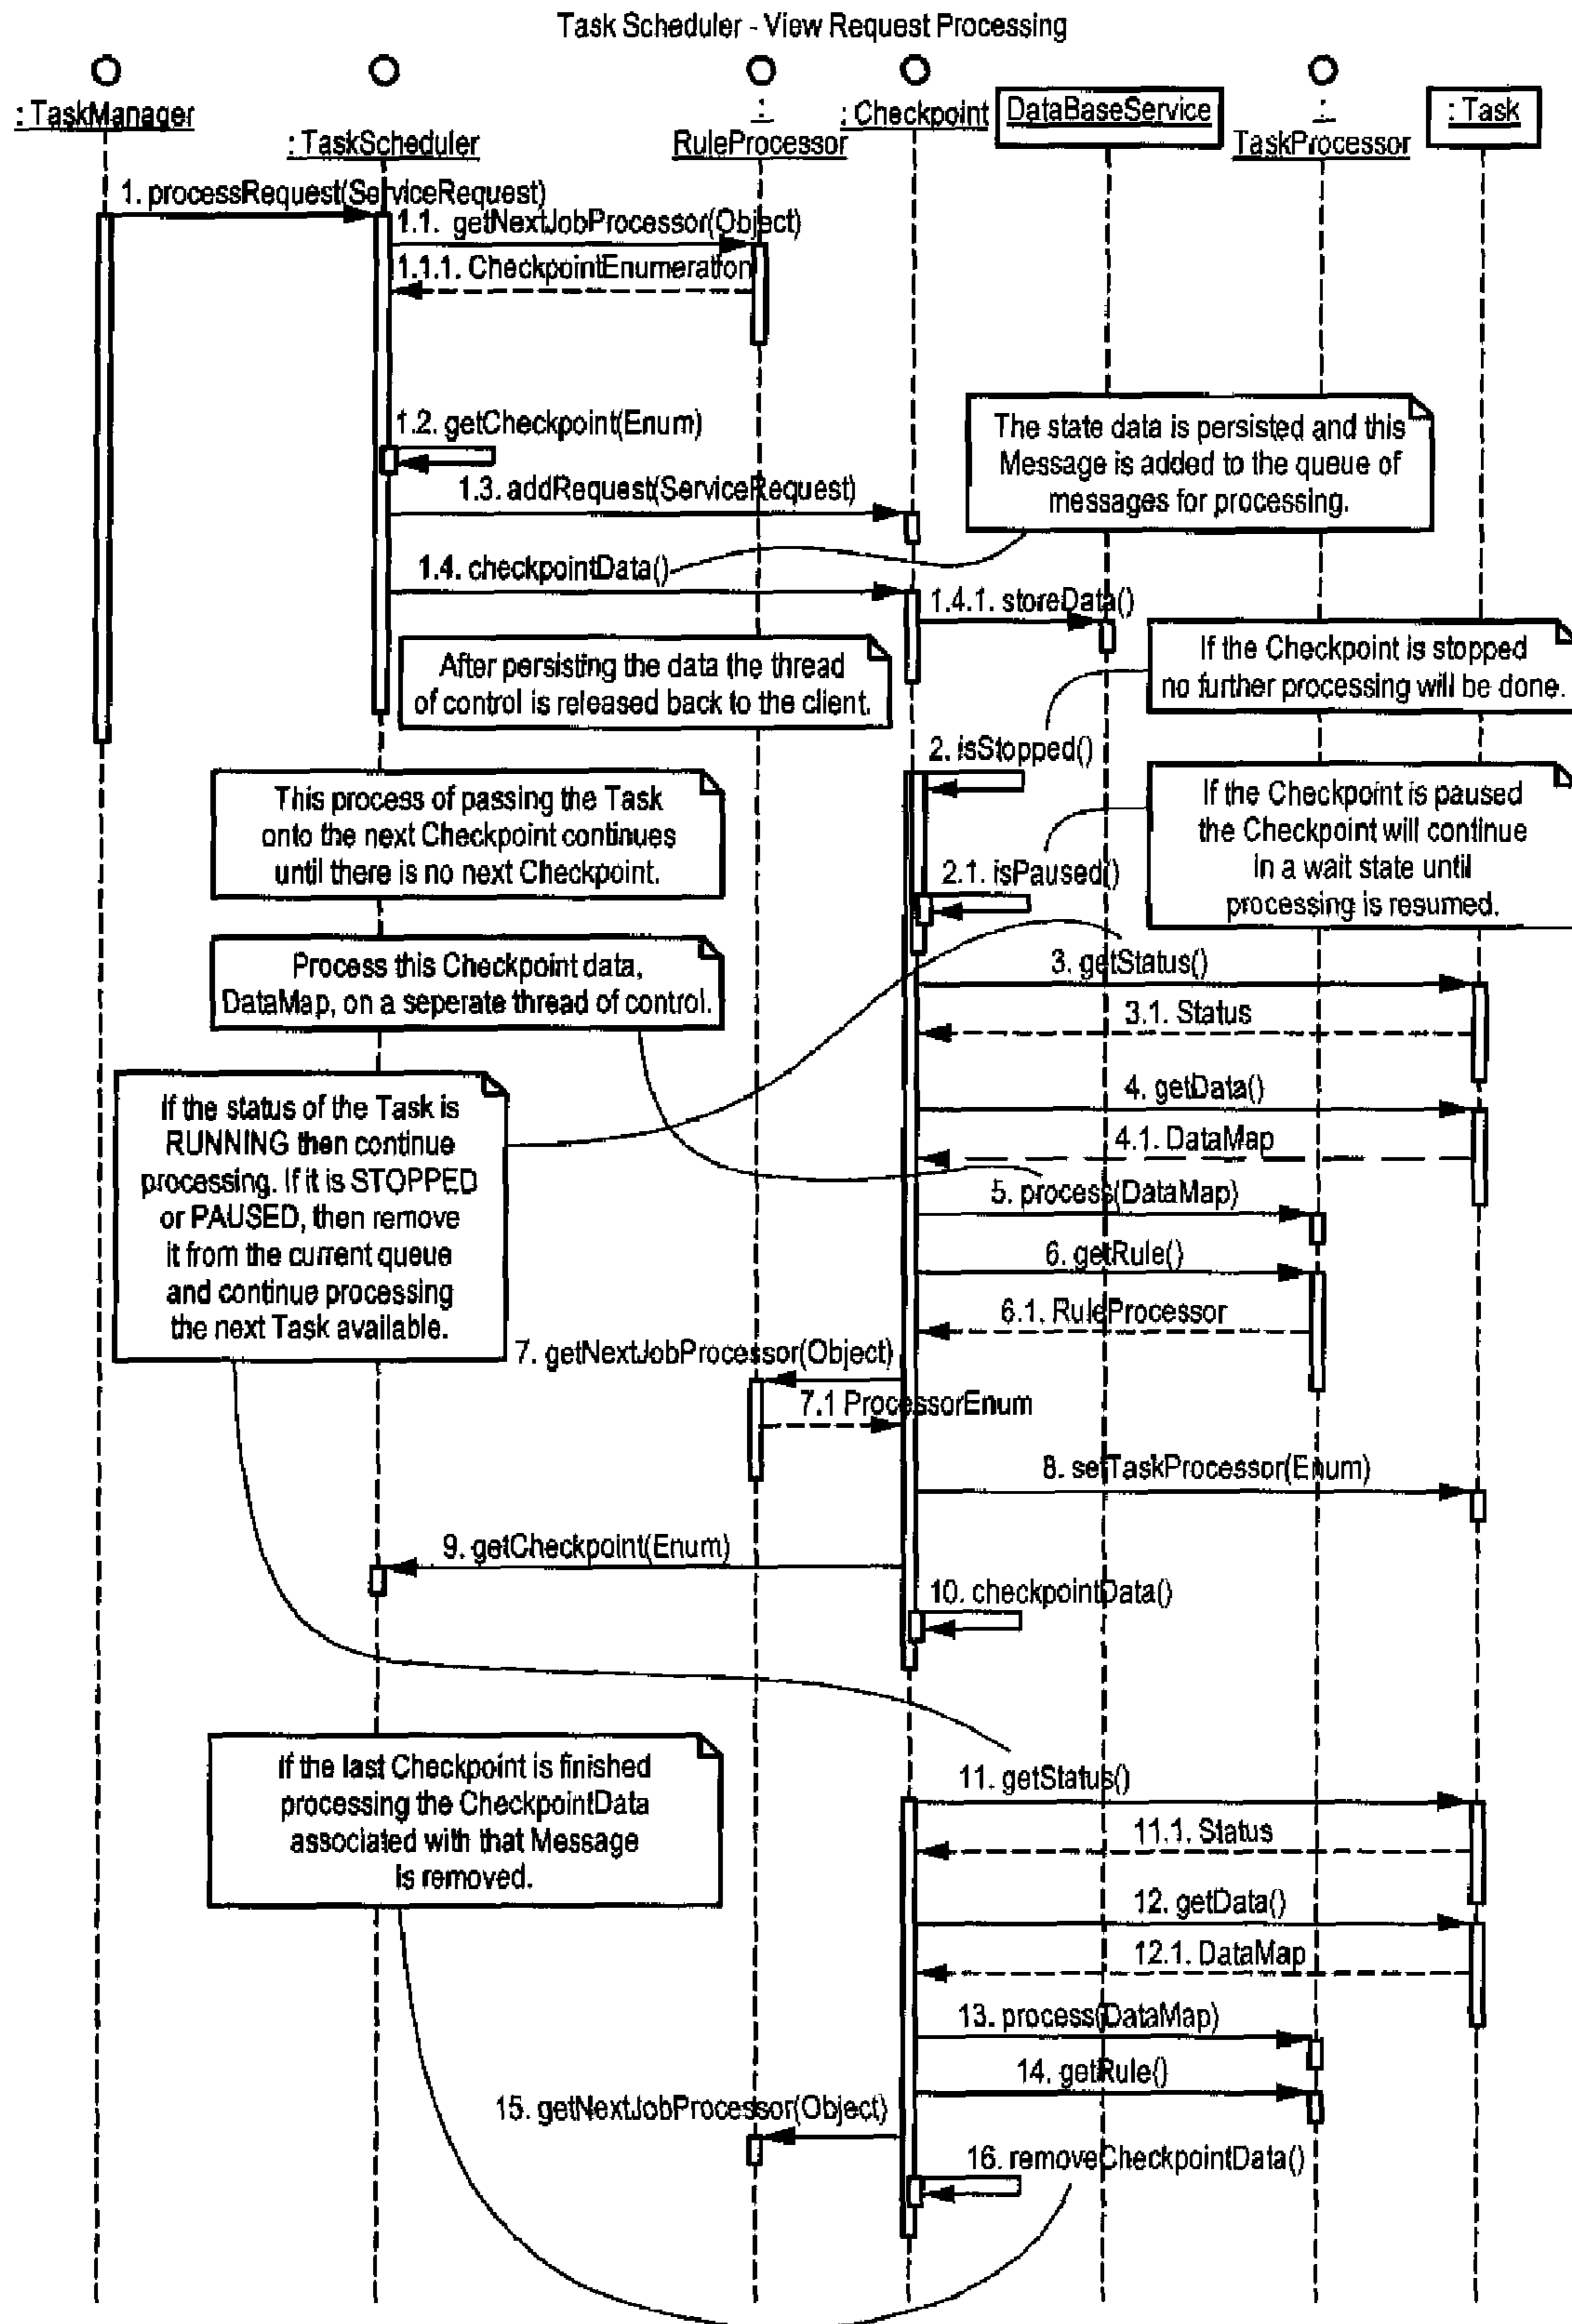 Task Scheduler - View Request Processing
: TaskManager
: TaskScheduler
:
RuleProcessor
: Checkpoint
DataBaseService
:
TaskProcessor
: Task
1. processRequest(ServiceRequest)
1.1. getNextJobProcessor(Object)
1.1.1. CheckpointEnumeration
1.2. getCheckpoint(Enum)
The state data is persisted and this
Message is added to the queue of
messages for processing.
1.3. addRequest(ServiceRequest)
1.4. checkpointData()
1.4.1. storeData()
After persisting the data the thread
of control is released back to the client.
If the Checkpoint is stopped
no further processing will be done.
2. isStopped()
This process of passing the Task
onto the next Checkpoint continues
until there is no next Checkpoint.
If the Checkpoint is paused
the Checkpoint will continue
in a wait state until
processing is resumed.
2.1. isPaused()
Process this Checkpoint data,
DataMap, on a seperate thread of control.
3. getStatus()
3.1. Status
If the status of the Task is
RUNNING then continue
processing. If it is STOPPED
or PAUSED, then remove
it from the current queue
and continue processing
the next Task available.
4. getData()
4.1. DataMap
5. process(DataMap)
6. getRule()
6.1. RuleProcessor
7. getNextJobProcessor(Object)
7.1 ProcessorEnum
8. setTaskProcessor(Enum)
9. getCheckpoint(Enum)
10. checkpointData()
If the last Checkpoint is finished
processing the CheckpointData
associated with that Message
is removed.
11. getStatus()
11.1. Status
12. getData()
12.1. DataMap
13. process(DataMap)
14. getRule()
15. getNextJobProcessor(Object)
16. removeCheckpointData()